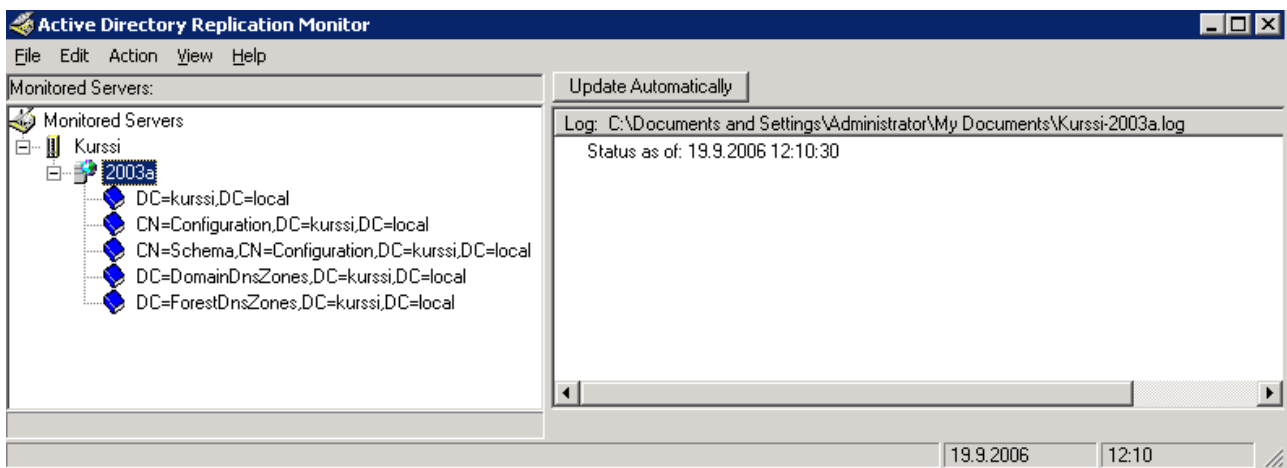 Active Directory Replication Monitor
File Edit Action View Help
Monitored Servers:
Update Automatically
Monitored Servers
Kurssi
2003a
DC=kurssi,DC=local
CN=Configuration,DC=kurssi,DC=local
CN=Schema,CN=Configuration,DC=kurssi,DC=local
DC=DomainDnsZones,DC=kurssi,DC=local
DC=ForestDnsZones,DC=kurssi,DC=local
Log: C:\Documents and Settings\Administrator\My Documents\Kurssi-2003a.log
Status as of: 19.9.2006 12:10:30
19.9.2006 12:10